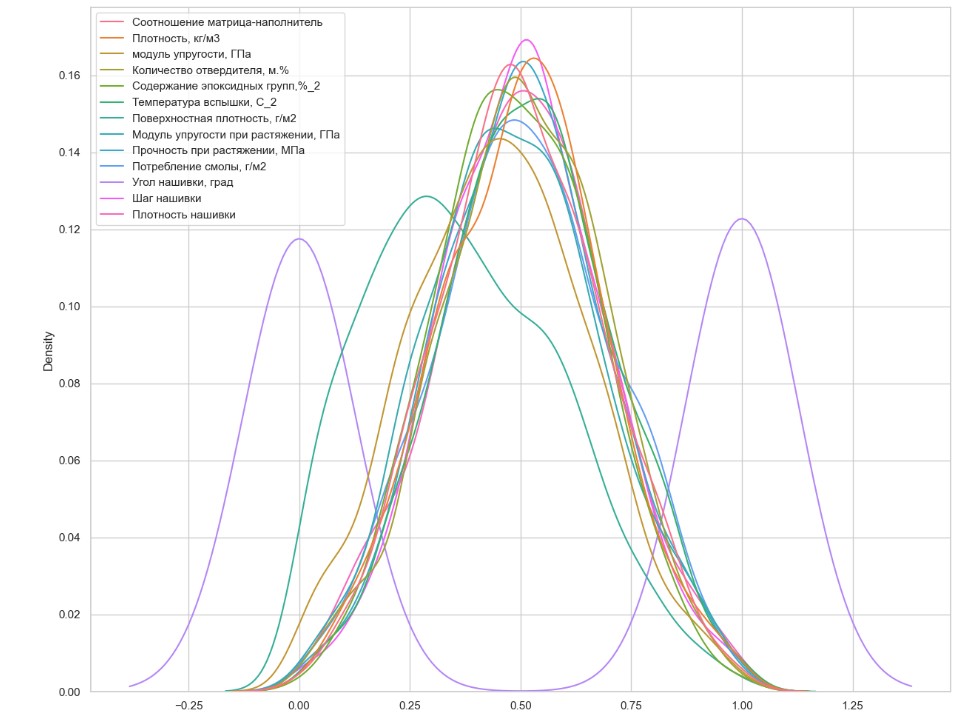 Соотношение матрица-наполнитель
Плотность, кг/м3
модуль упругости, ГПа
Количество отвердителя, м.%
Содержание эпоксидных групп,%_2
Температура вспышки, С_2
Поверхностная плотность, г/м2
Модуль упругости при растяжении, ГПа
Прочность при растяжении, МПа
Потребление смолы, г/м2
Угол нашивки, град
Шаг нашивки
Плотность нашивки
Density
0.16
0.14
0.12
0.10
0.08
0.06
0.04
0.02
0.00
−0.25 0.00 0.25 0.50 0.75 1.00 1.25